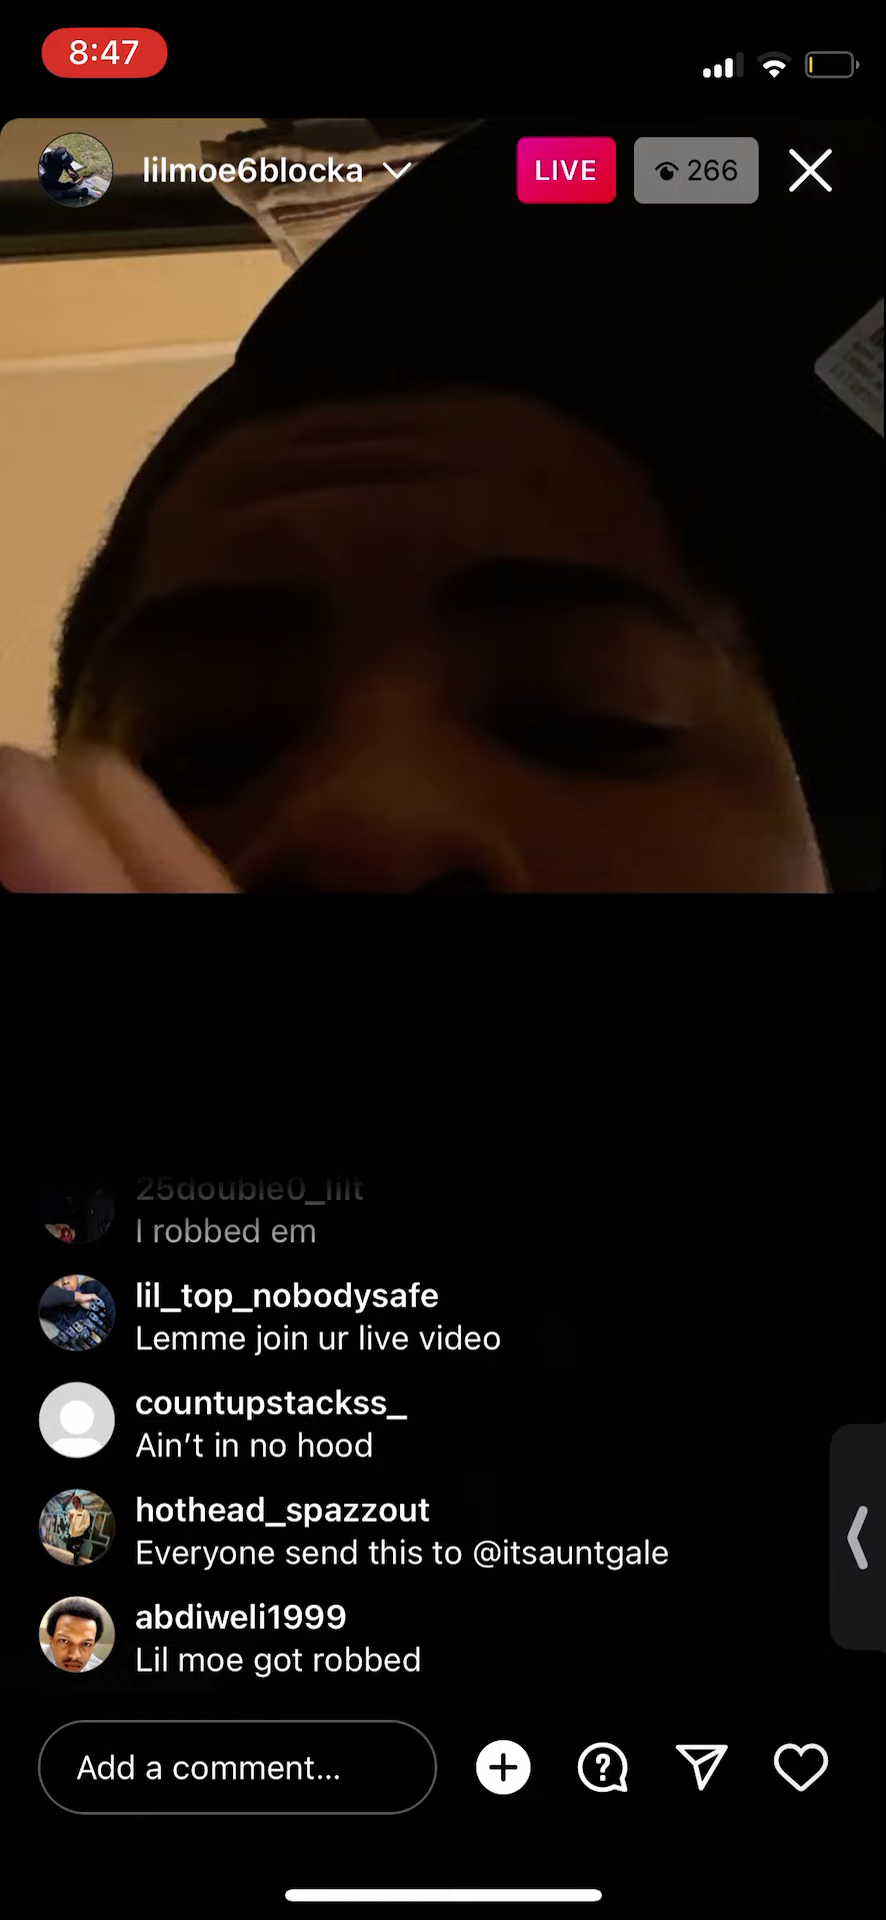 8:47
lilmoe6blocka
LIVE
266
25double0_lilt
I robbed em
lil_top_nobodysafe
Lemme join ur live video
countupstackss_
Ain’t in no hood
hothead_spazzout
Everyone send this to @itsauntgale
abdiweli1999
Lil moe got robbed
Add a comment...